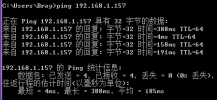 C:\Users\Bray>ping 192.168.1.157
正在 Ping 192.168.1.157 具有 32 字节的数据:
来自 192.168.1.157 的回复: 字节=32 时间=308ms TTL=64
来自 192.168.1.157 的回复: 字节=32 时间=4ms TTL=64
来自 192.168.1.157 的回复: 字节=32 时间=191ms TTL=64
来自 192.168.1.157 的回复: 字节=32 时间=
192.168.1.157 的 Ping 统计信息:
数据包: 已发送 = 4，已接收 = 4，丢失 = 0 (0% 丢失)，
往返行程的估计时间(以毫秒为单位):
最短 = 4ms，最长 = 308ms，平均 =